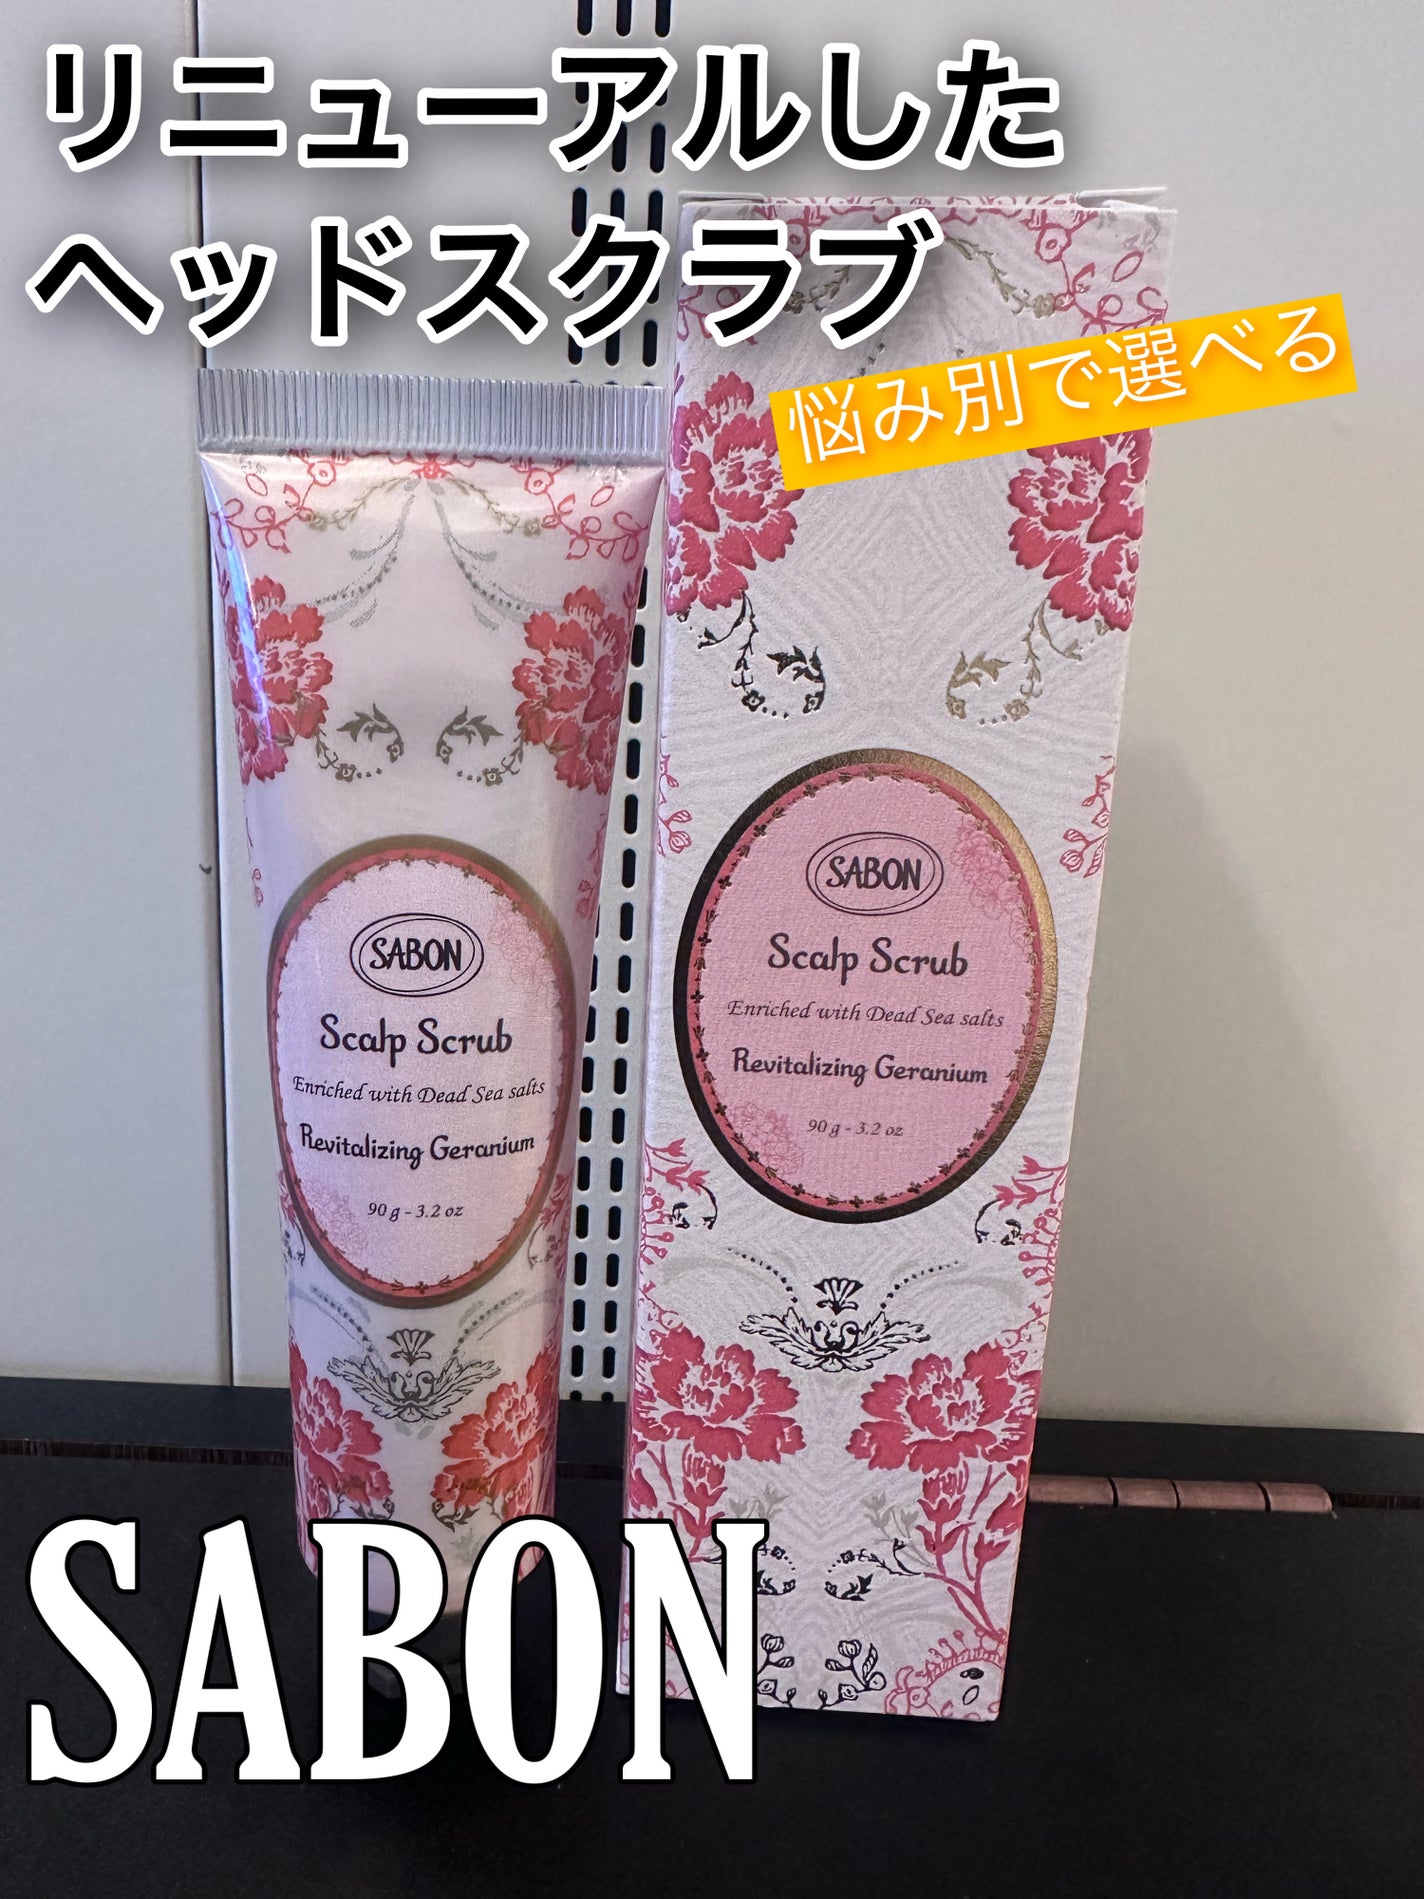 リニューアルした
ヘッドスクラブ
悩み別で選べる
SABON
Scalp Scrub
Enriched with Dead Sea salts
Revitalizing Geranium
90 g - 3.2 oz
SABON
Scalp Scrub
Enriched with Dead Sea salts
Revitalizing Geranium
90 g - 3.2 oz
SABON